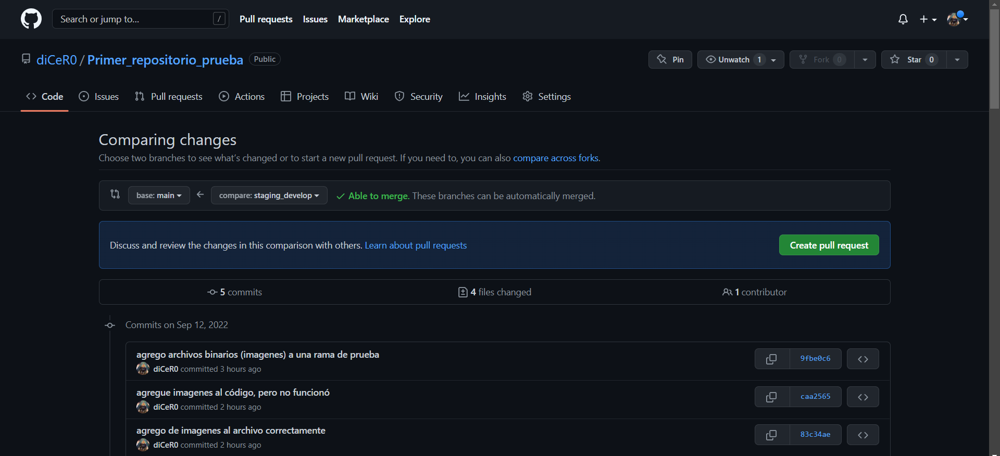 Search or jump to... /
Pull requests Issues Marketplace Explore
diCeR0 / Primer_repositorio_prueba Public
Pin Unwatch 1 Fork 0 Star 0
Code Issues Pull requests Actions Projects Wiki Security Insights Settings
Comparing changes
Choose two branches to see what's changed or to start a new pull request. If you need to, you can also compare across forks.
base: main compare: staging_develop Able to merge. These branches can be automatically merged.
Discuss and review the changes in this comparison with others. Learn about pull requests Create pull request
5 commits 4 files changed 1 contributor
Commits on Sep 12, 2022
agrego archivos binarios (imagenes) a una rama de prueba
diCeR0 committed 3 hours ago
9fbe0c6
agregue imagenes al código, pero no funcionó
diCeR0 committed 2 hours ago
caa2565
agrego de imagenes al archivo correctamente
diCeR0 committed 2 hours ago
83c34ae